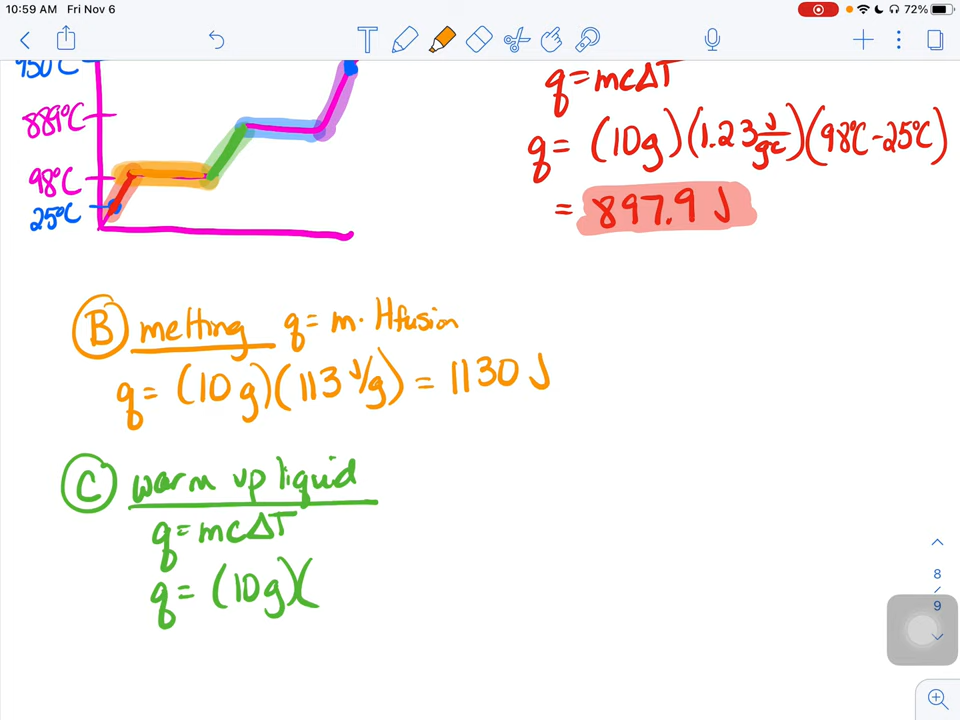 10:59 AM Fri Nov 6
72%
T
950°C
889°C
98°C
25°C
q = mcΔT
q = (10g)(1.23 J/g°C)(98°C - 25°C)
= 897.9 J
B melting q = m · Hfusion
q = (10g)(113 J/g) = 1130 J
C warm up liquid
q = mcΔT
q = (10g)(
8
/
9